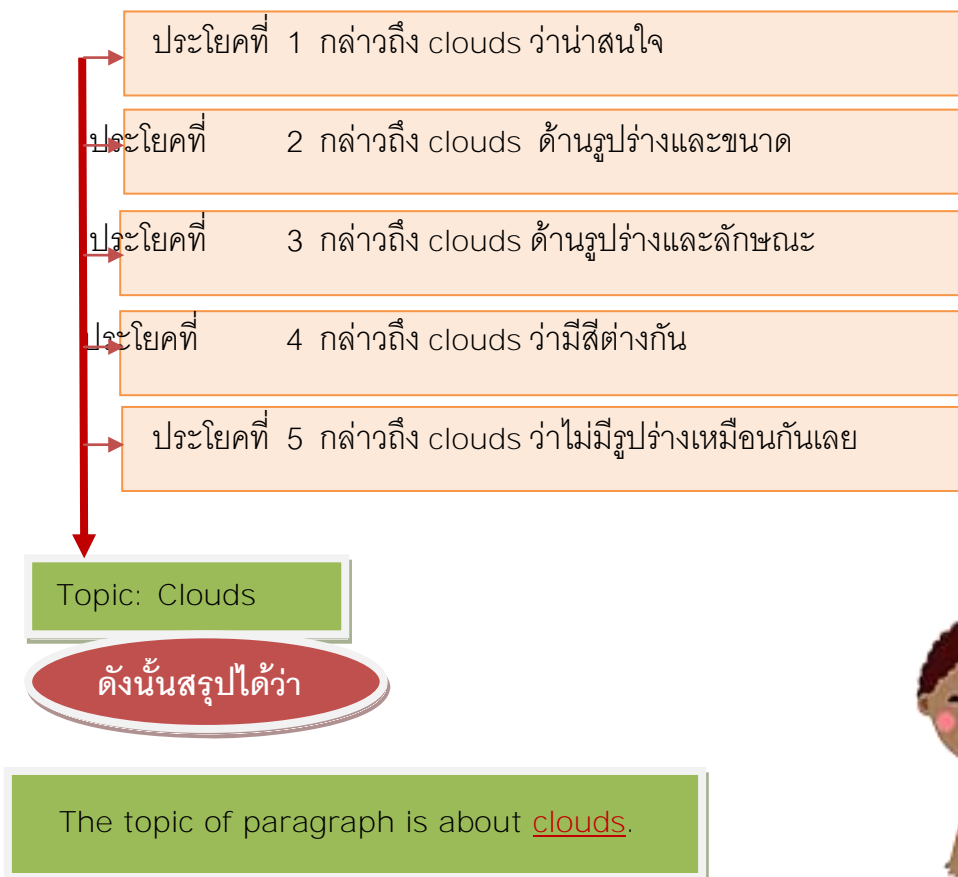 ประโยคที่ 1 กล่าวถึง clouds ว่าน่าสนใจ
ประโยคที่ 2 กล่าวถึง clouds ด้านรูปร่างและขนาด
ประโยคที่ 3 กล่าวถึง clouds ด้านรูปร่างและลักษณะ
ประโยคที่ 4 กล่าวถึง clouds ว่ามีสีต่างกัน
ประโยคที่ 5 กล่าวถึง clouds ว่าไม่มีรูปร่างเหมือนกันเลย
Topic: Clouds
ดังนั้นสรุปได้ว่า
The topic of paragraph is about clouds.